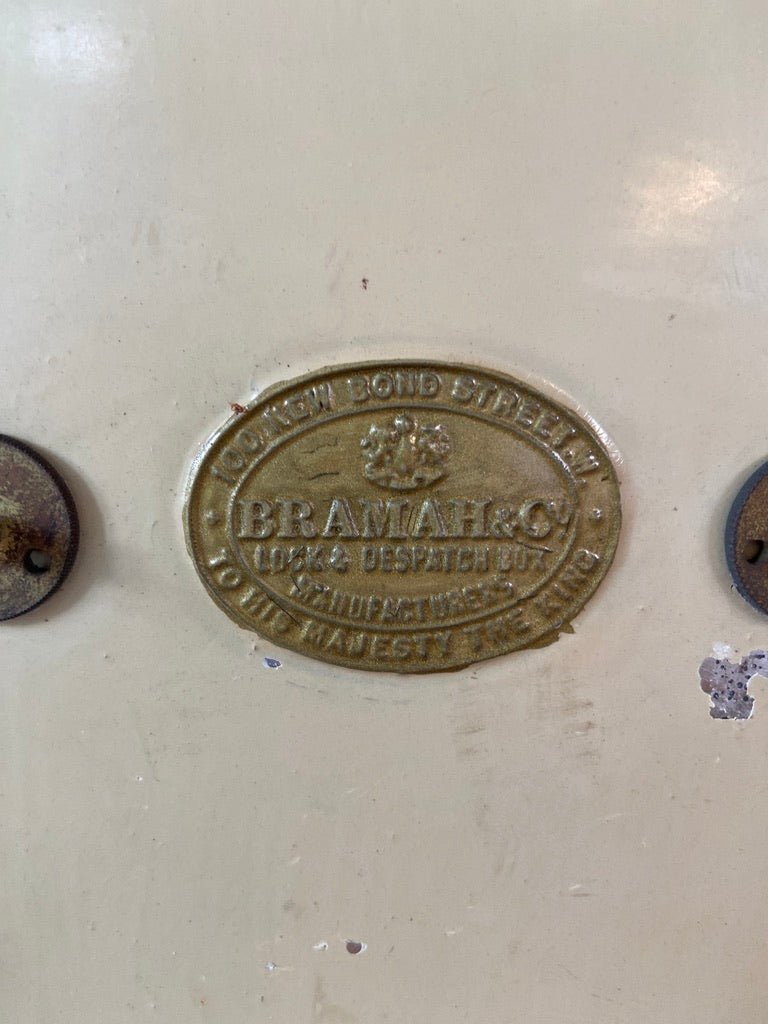 100 NEW BOND STREET. W.
BRAMAH & Co.
LOCK & DESPATCH BOX
MANUFACTURERS
TO HIS MAJESTY THE KING